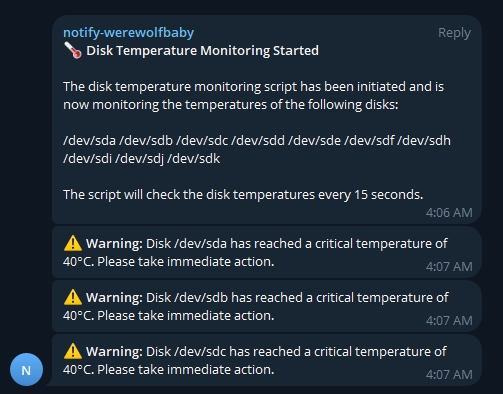 notify-werewolfbaby Reply
🌡️ Disk Temperature Monitoring Started
The disk temperature monitoring script has been initiated and is
now monitoring the temperatures of the following disks:
/dev/sda /dev/sdb /dev/sdc /dev/sdd /dev/sde /dev/sdf /dev/sdh
/dev/sdi /dev/sdj /dev/sdk
The script will check the disk temperatures every 15 seconds.
4:06 AM
⚠️ Warning: Disk /dev/sda has reached a critical temperature of
40°C. Please take immediate action. 4:07 AM
⚠️ Warning: Disk /dev/sdb has reached a critical temperature of
40°C. Please take immediate action. 4:07 AM
⚠️ Warning: Disk /dev/sdc has reached a critical temperature of
40°C. Please take immediate action. 4:07 AM
N